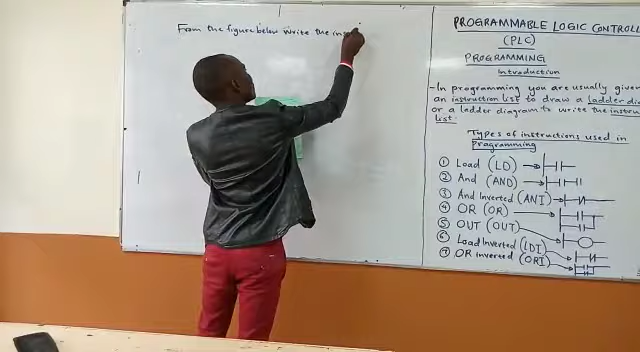 From the figure below Write the ins
PROGRAMMABLE LOGIC CONTROLL
(PLC)
PROGRAMMING
Introduction
- In programming you are usually given
an instruction list to draw a ladder di
or a ladder diagram to write the instru
list.
Types of instructions used in
Programming
① Load (LD)
② And (AND)
③ And Inverted (ANI)
④ OR (OR)
⑤ OUT (OUT)
⑥ Load Inverted (LDI)
⑦ OR inverted (ORI)